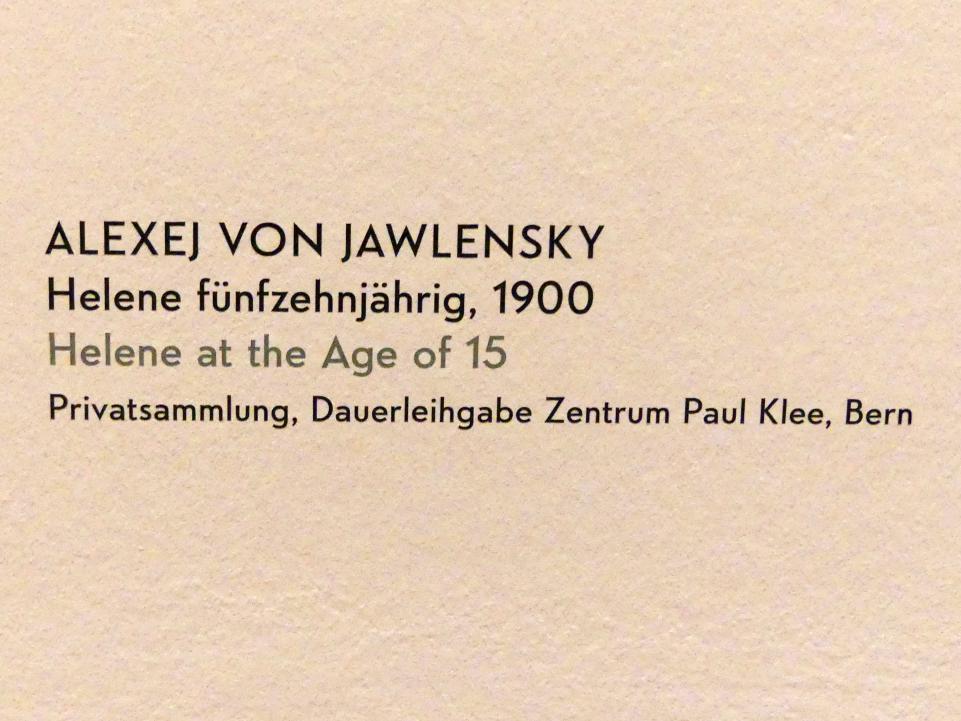 ALEXEJ VON JAWLENSKY
Helene fünfzehnjährig, 1900
Helene at the Age of 15
Privatsammlung, Dauerleihgabe Zentrum Paul Klee, Bern